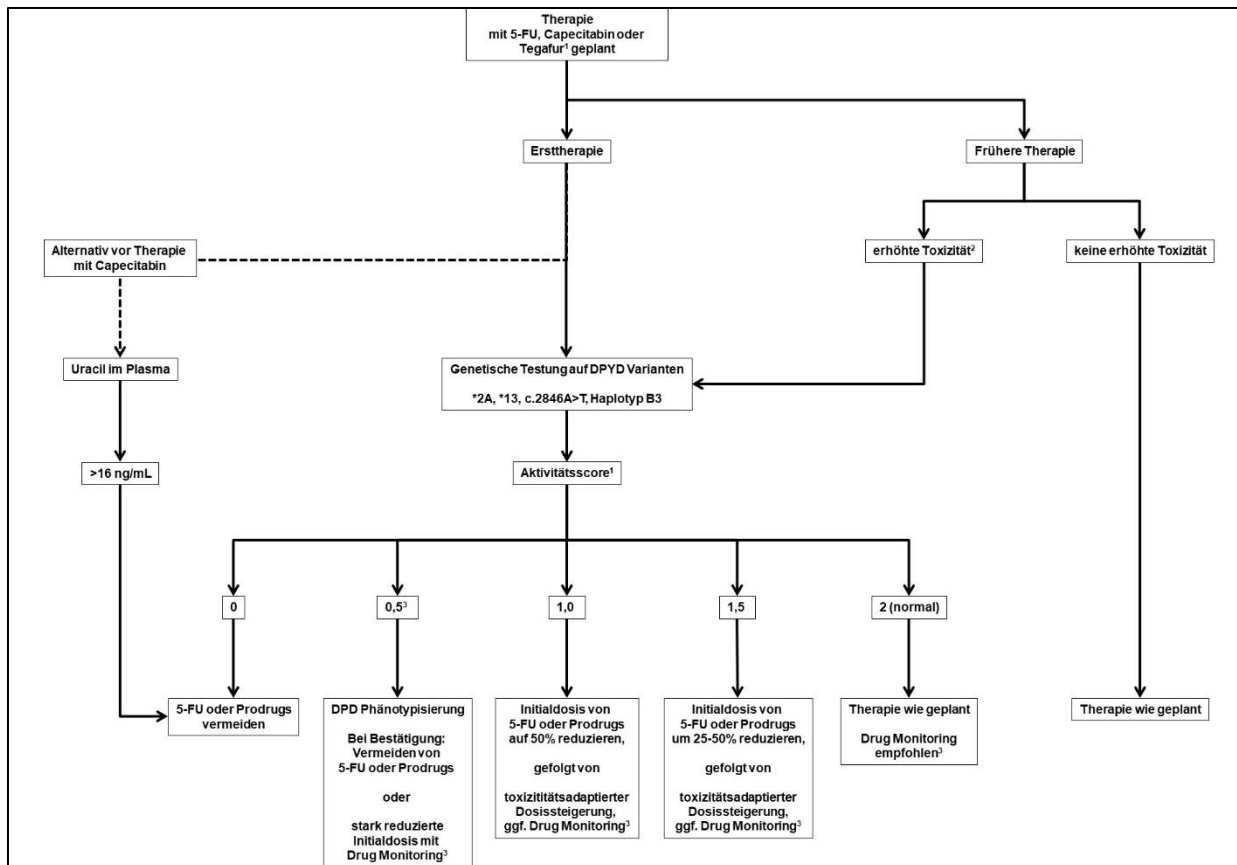 Therapie
mit 5-FU, Capecitabin oder
Tegafur¹ geplant
Ersttherapie
Frühere Therapie
Alternativ vor Therapie
mit Capecitabin
erhöhte Toxizität²
keine erhöhte Toxizität
Uracil im Plasma
Genetische Testung auf DPYD Varianten
*2A, *13, c.2846A>T, Haplotyp B3
>16 ng/mL
Aktivitätsscore¹
0
0,5³
1,0
1,5
2 (normal)
5-FU oder Prodrugs
vermeiden
DPD Phänotypisierung
Bei Bestätigung:
Vermeiden von
5-FU oder Prodrugs
oder
stark reduzierte
Initialdosis mit
Drug Monitoring³
Initialdosis von
5-FU oder Prodrugs
auf 50% reduzieren,
gefolgt von
toxizititätsadaptierter
Dosissteigerung,
ggf. Drug Monitoring³
Initialdosis von
5-FU oder Prodrugs
um 25-50% reduzieren,
gefolgt von
toxizititätsadaptierter
Dosissteigerung,
ggf. Drug Monitoring³
Therapie wie geplant
Drug Monitoring
empfohlen³
Therapie wie geplant